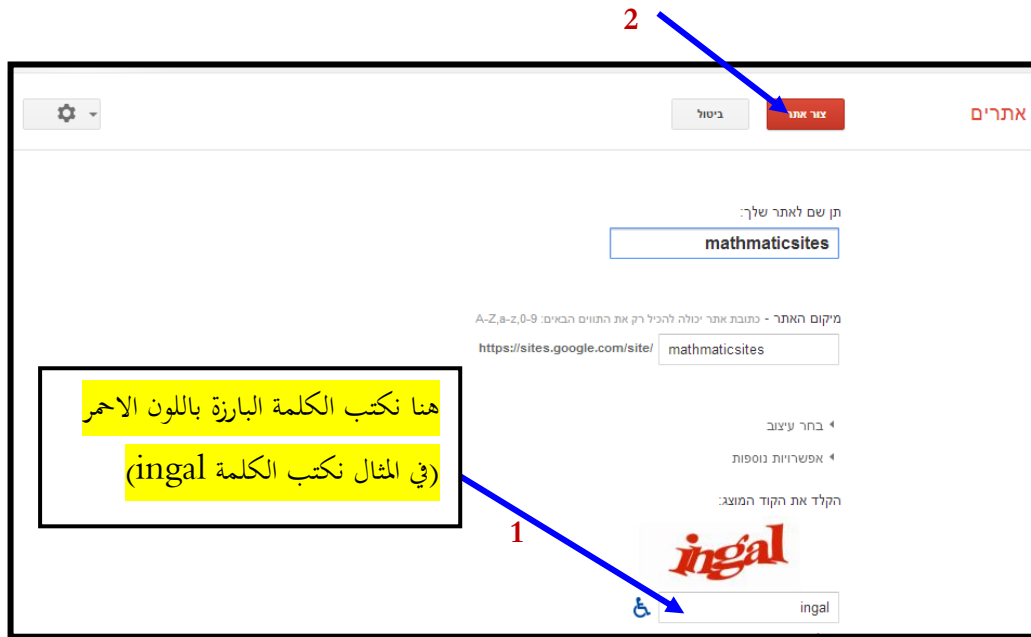 2
אתרים
צור אתר
ביטול
תן שם לאתר שלך:
mathmaticsites
מיקום האתר - כתובת אתר יכולה להכיל רק את התווים הבאים: A-Z,a-z,0-9
https://sites.google.com/site/ mathmaticsites
هنا نكتب الكلمة البارزة باللون الاحمر
(في المثال نكتب الكلمة ingal)
בחר עיצוב
אפשרויות נוספות
הקלד את הקוד המוצג:
1
ingal
ingal